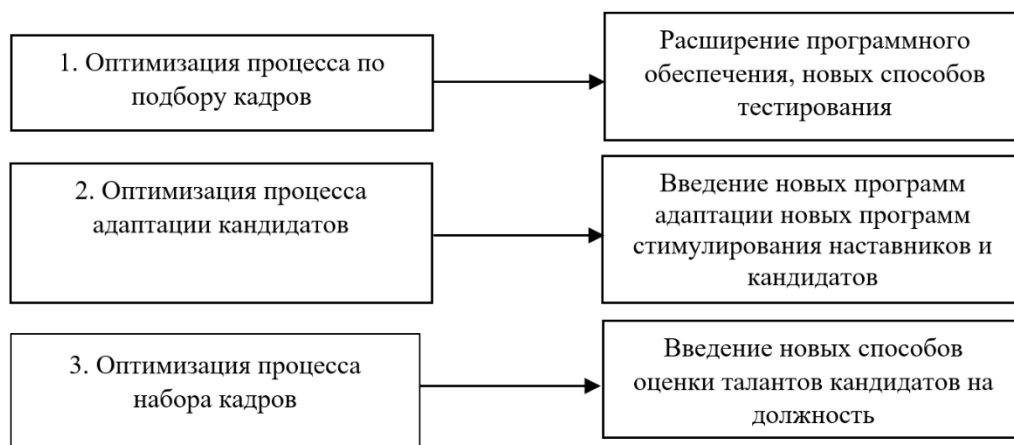 1. Оптимизация процесса по
подбору кадров
Расширение программного
обеспечения, новых способов
тестирования
2. Оптимизация процесса
адаптации кандидатов
Введение новых программ
адаптации новых программ
стимулирования наставников и
кандидатов
3. Оптимизация процесса
набора кадров
Введение новых способов
оценки талантов кандидатов на
должность